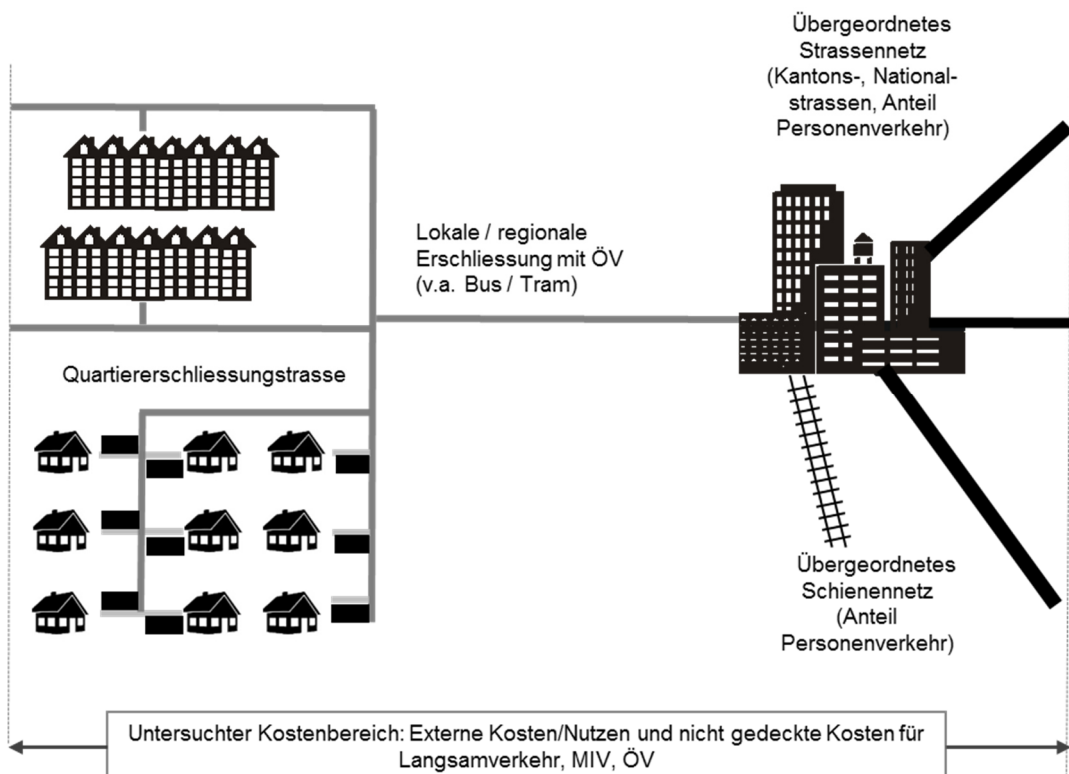 Übergeordnetes
Strassennetz
(Kantons-, National-
strassen, Anteil
Personenverkehr)
Lokale / regionale
Erschliessung mit ÖV
(v.a. Bus / Tram)
Quartiererschliessungstrasse
Übergeordnetes
Schienennetz
(Anteil
Personenverkehr)
Untersuchter Kostenbereich: Externe Kosten/Nutzen und nicht gedeckte Kosten für
Langsamverkehr, MIV, ÖV